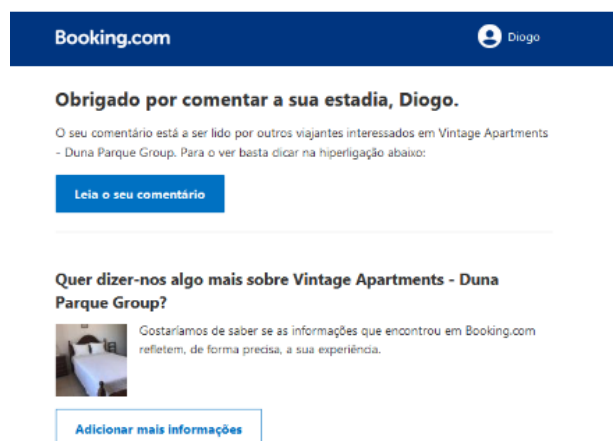 Booking.com
Diogo
Obrigado por comentar a sua estadia, Diogo.
O seu comentário está a ser lido por outros viajantes interessados em Vintage Apartments
- Duna Parque Group. Para o ver basta clicar na hiperligação abaixo:
Leia o seu comentário
Quer dizer-nos algo mais sobre Vintage Apartments - Duna
Parque Group?
Gostaríamos de saber se as informações que encontrou em Booking.com
refletem, de forma precisa, a sua experiência.
Adicionar mais informações